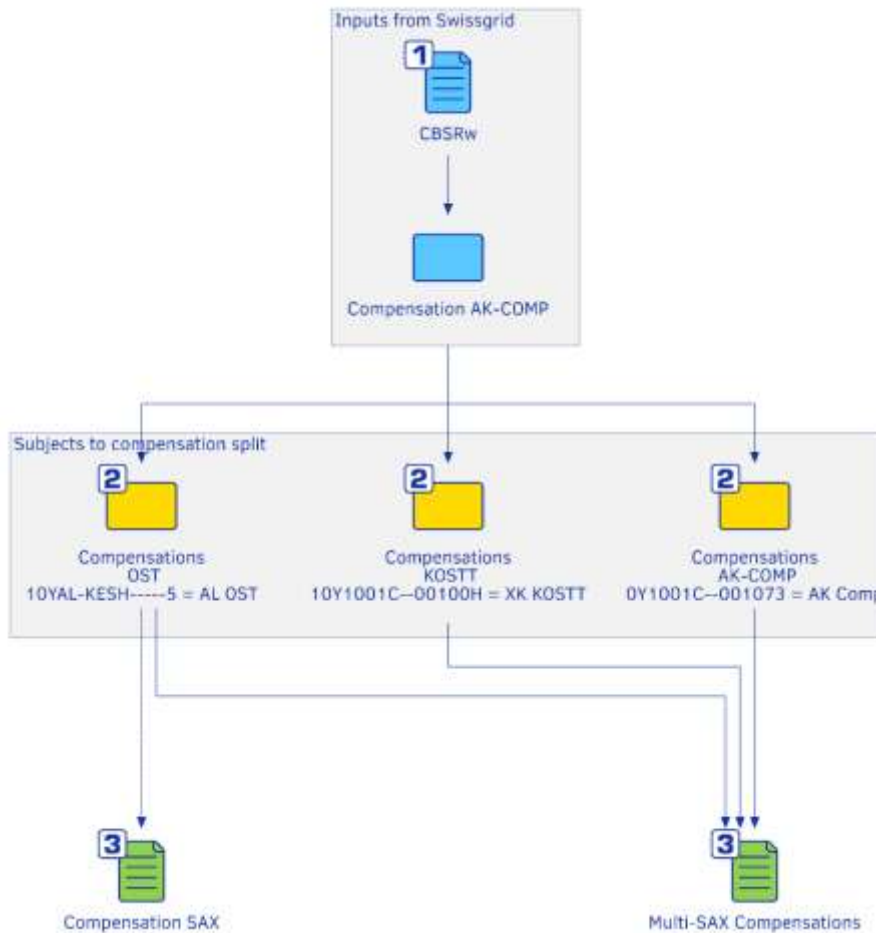 Inputs from Swissgrid
1
CBSRw
Compensation AK-COMP
Subjects to compensation split
2
2
2
Compensations
OST
10YAL-KESH-----5 = AL OST
Compensations
KOSTT
10Y1001C--00100H = XK KOSTT
Compensations
AK-COMP
0Y1001C--001073 = AK Comp
3
3
Compensation SAX
Multi-SAX Compensations